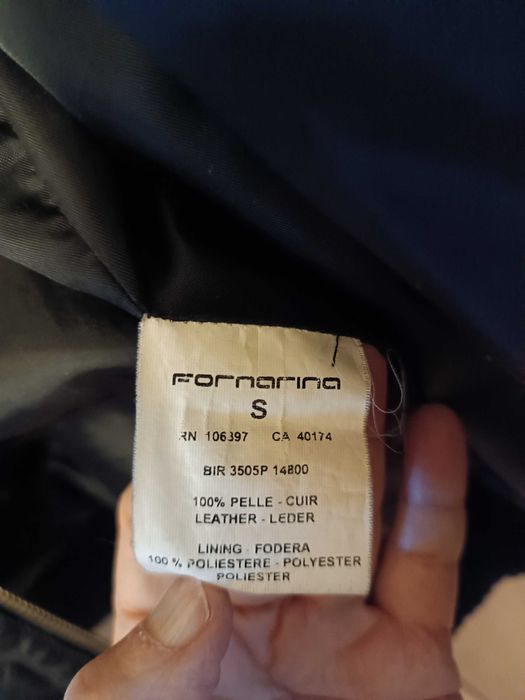 Fornarina
S
RN 106397 CA 40174
BIR 3505P 14800
100% PELLE - CUIR
LEATHER - LEDER
LINING - FODERA
100 % POLIESTERE - POLYESTER
POLIESTER